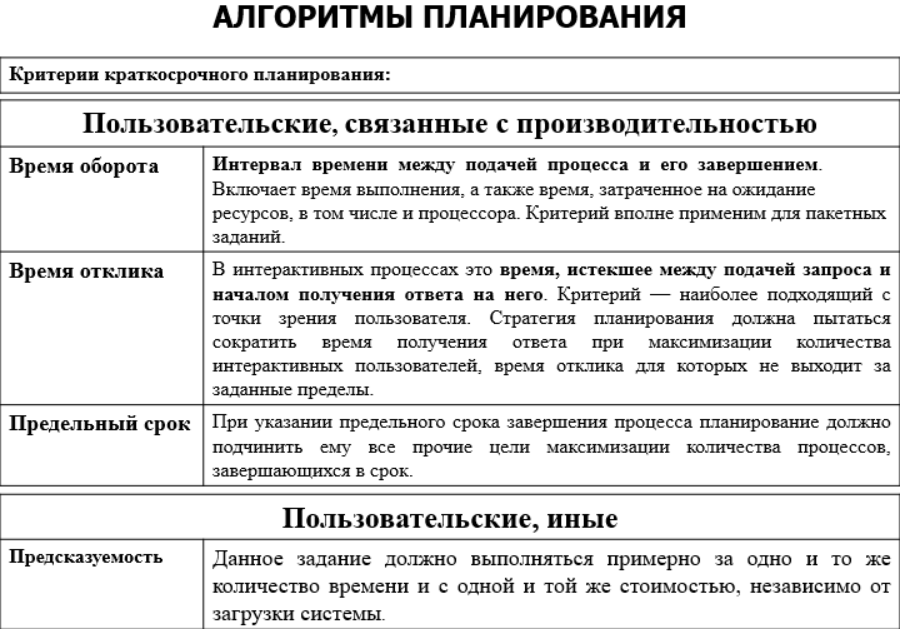 АЛГОРИТМЫ ПЛАНИРОВАНИЯ
Критерии краткосрочного планирования:
Пользовательские, связанные с производительностью
Время оборота
Интервал времени между подачей процесса и его завершением.
Включает время выполнения, а также время, затраченное на ожидание
ресурсов, в том числе и процессора. Критерий вполне применим для пакетных
заданий.
Время отклика
В интерактивных процессах это время, истекшее между подачей запроса и
началом получения ответа на него. Критерий — наиболее подходящий с
точки зрения пользователя. Стратегия планирования должна пытаться
сократить время получения ответа при максимизации количества
интерактивных пользователей, время отклика для которых не выходит за
заданные пределы.
Предельный срок
При указании предельного срока завершения процесса планирование должно
подчинить ему все прочие цели максимизации количества процессов,
завершающихся в срок.
Пользовательские, иные
Предсказуемость
Данное задание должно выполняться примерно за одно и то же
количество времени и с одной и той же стоимостью, независимо от
загрузки системы.